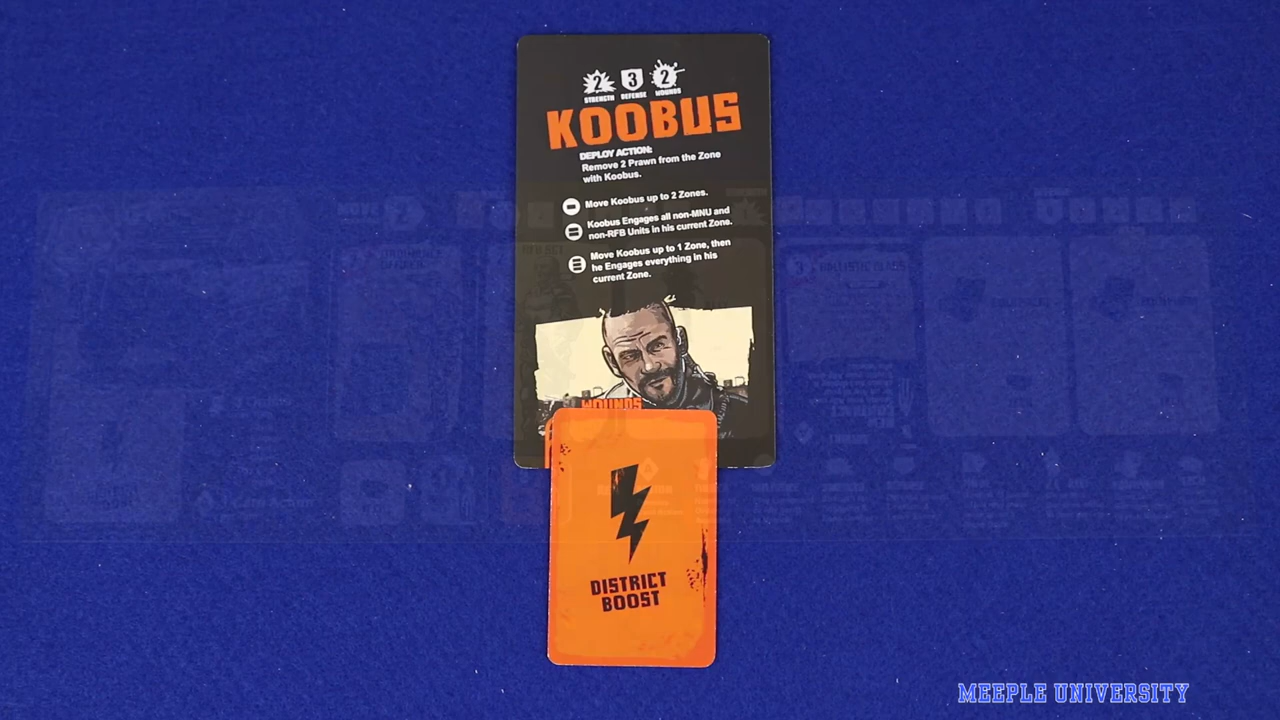 2 3 2
STRENGTH DEFENSE WOUNDS
KOOBUS
DEPLOY ACTION:
Remove 2 Prawn from the Zone
with Koobus.
Move Koobus up to 2 Zones.
Koobus Engages all non-MNU and
non-RFB Units in his current Zone.
Move Koobus up to 1 Zone, then
he Engages everything in his
current Zone.
WOUNDS
DISTRICT
BOOST
MEEPLE UNIVERSITY